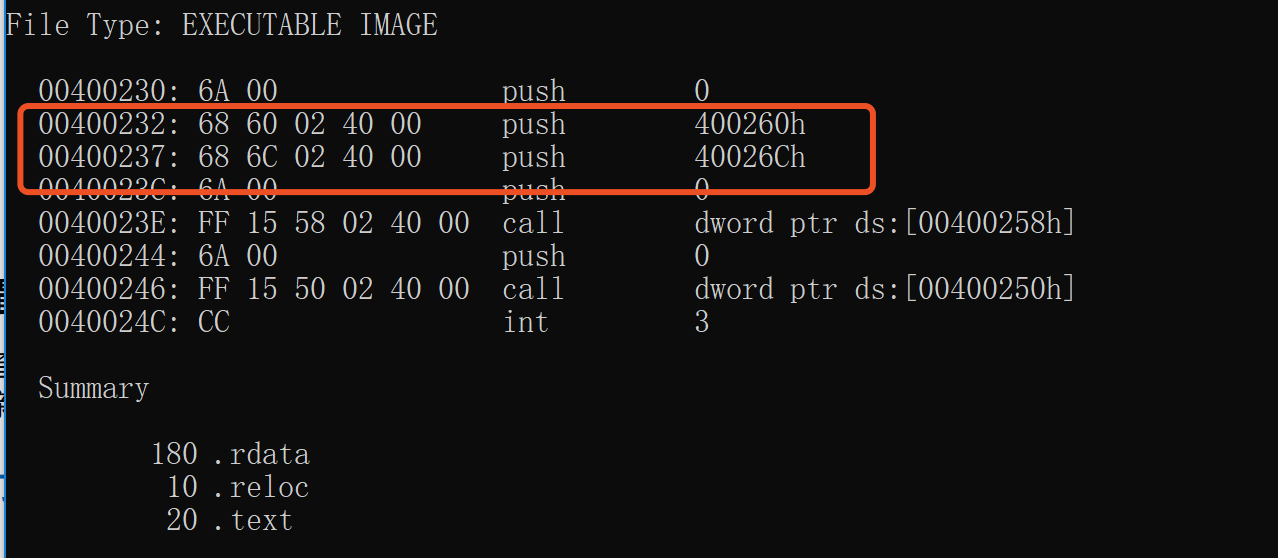 File Type: EXECUTABLE IMAGE
00400230: 6A 00 push 0
00400232: 68 60 02 40 00 push 400260h
00400237: 68 6C 02 40 00 push 40026Ch
0040023C: 6A 00 push 0
0040023E: FF 15 58 02 40 00 call dword ptr ds:[00400258h]
00400244: 6A 00 push 0
00400246: FF 15 50 02 40 00 call dword ptr ds:[00400250h]
0040024C: CC int 3
Summary
180 .rdata
10 .reloc
20 .text